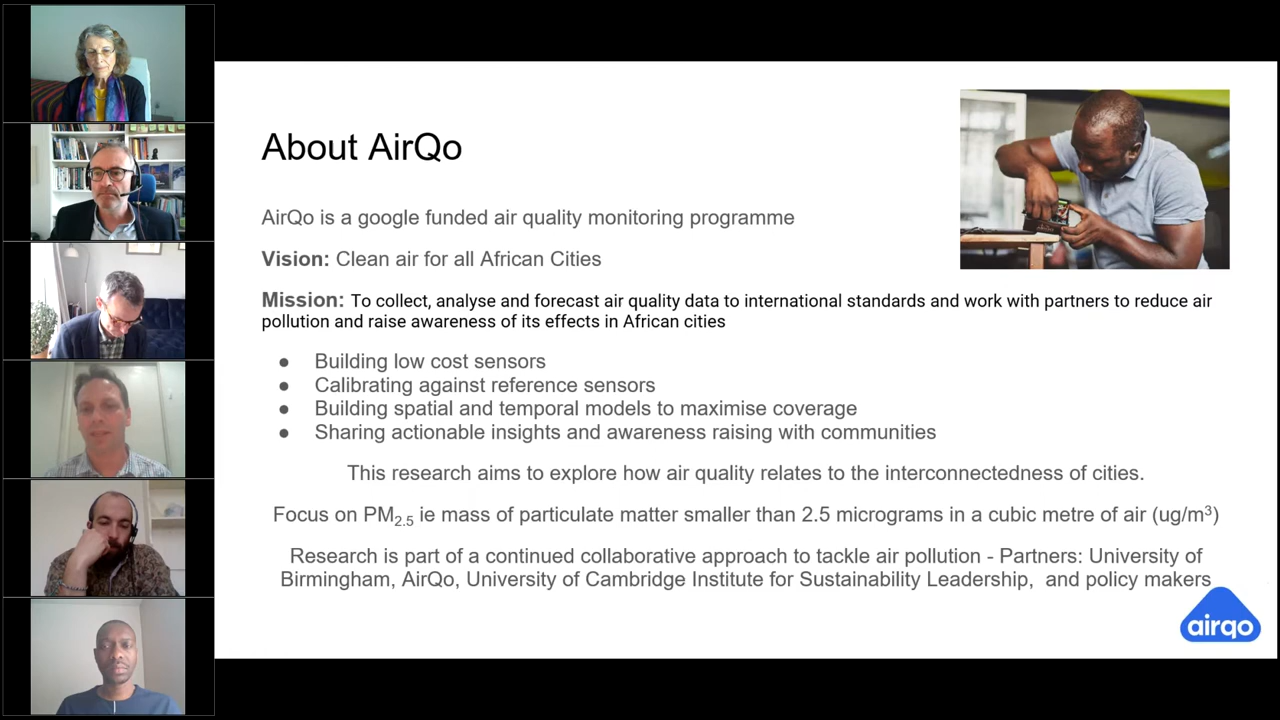 About AirQo
AirQo is a google funded air quality monitoring programme
Vision: Clean air for all African Cities
Mission: To collect, analyse and forecast air quality data to international standards and work with partners to reduce air
pollution and raise awareness of its effects in African cities
● Building low cost sensors
● Calibrating against reference sensors
● Building spatial and temporal models to maximise coverage
● Sharing actionable insights and awareness raising with communities
This research aims to explore how air quality relates to the interconnectedness of cities.
Focus on PM2.5 ie mass of particulate matter smaller than 2.5 micrograms in a cubic metre of air (ug/m³)
Research is part of a continued collaborative approach to tackle air pollution - Partners: University of
Birmingham, AirQo, University of Cambridge Institute for Sustainability Leadership, and policy makers
airqo